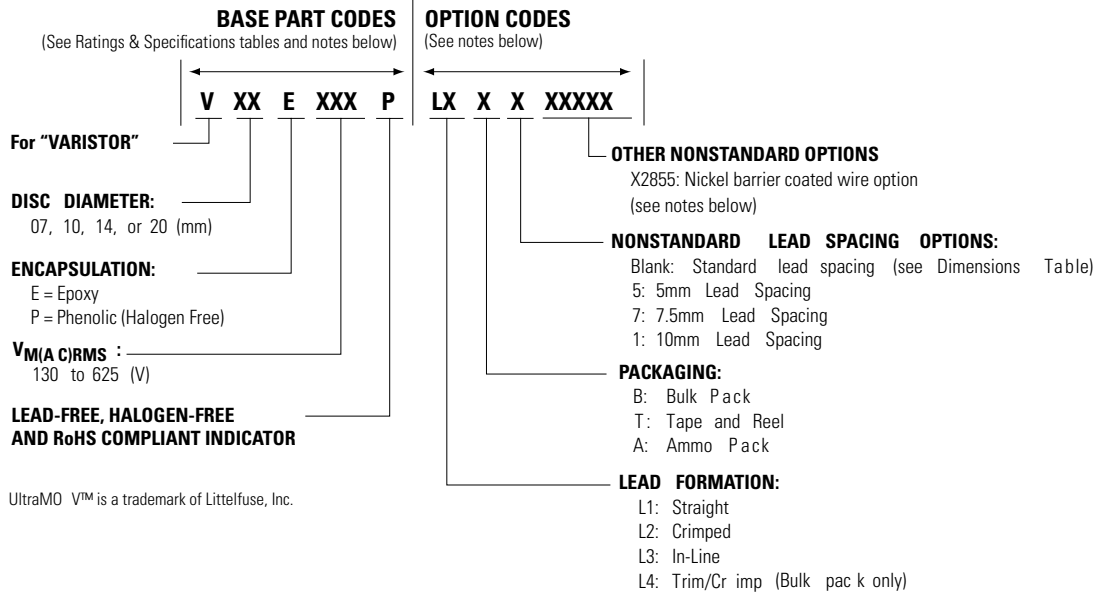 BASE PART CODES
(See Ratings & Specifications tables and notes below)
OPTION CODES
(See notes below)
V XX E XXX P LX X X XXXXX
For “VARISTOR”
DISC DIAMETER:
07, 10, 14, or 20 (mm)
ENCAPSULATION:
E = Epoxy
P = Phenolic (Halogen Free)
VM(A C)RMS :
130 to 625 (V)
LEAD-FREE, HALOGEN-FREE
AND RoHS COMPLIANT INDICATOR
UltraMO V™ is a trademark of Littelfuse, Inc.
OTHER NONSTANDARD OPTIONS
X2855: Nickel barrier coated wire option
(see notes below)
NONSTANDARD LEAD SPACING OPTIONS:
Blank: Standard lead spacing (see Dimensions Table)
5: 5mm Lead Spacing
7: 7.5mm Lead Spacing
1: 10mm Lead Spacing
PACKAGING:
B: Bulk Pack
T: Tape and Reel
A: Ammo Pack
LEAD FORMATION:
L1: Straight
L2: Crimped
L3: In-Line
L4: Trim/Cr imp (Bulk pac k only)